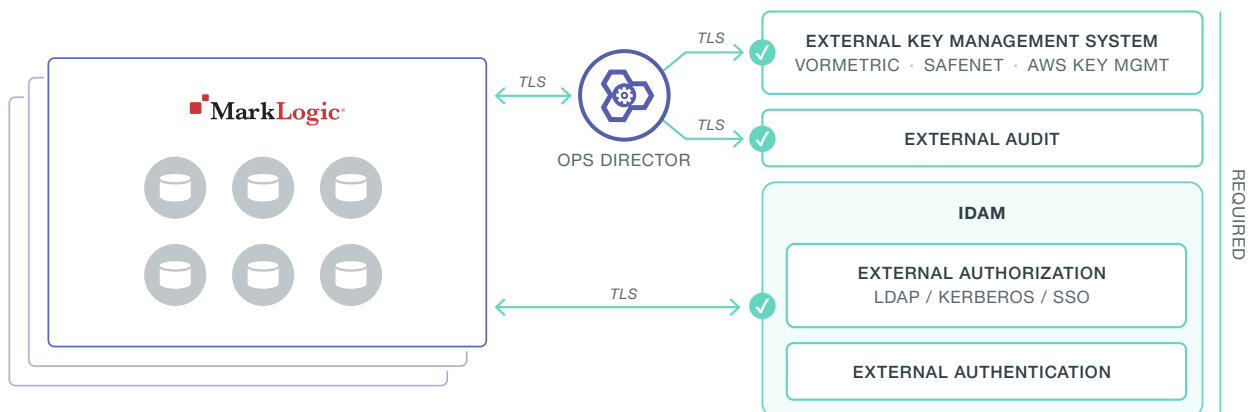 MarkLogic®
TLS
OPS DIRECTOR
TLS
TLS
EXTERNAL KEY MANAGEMENT SYSTEM
VORMETRIC · SAFENET · AWS KEY MGMT
EXTERNAL AUDIT
TLS
IDAM
EXTERNAL AUTHORIZATION
LDAP / KERBEROS / SSO
EXTERNAL AUTHENTICATION
REQUIRED